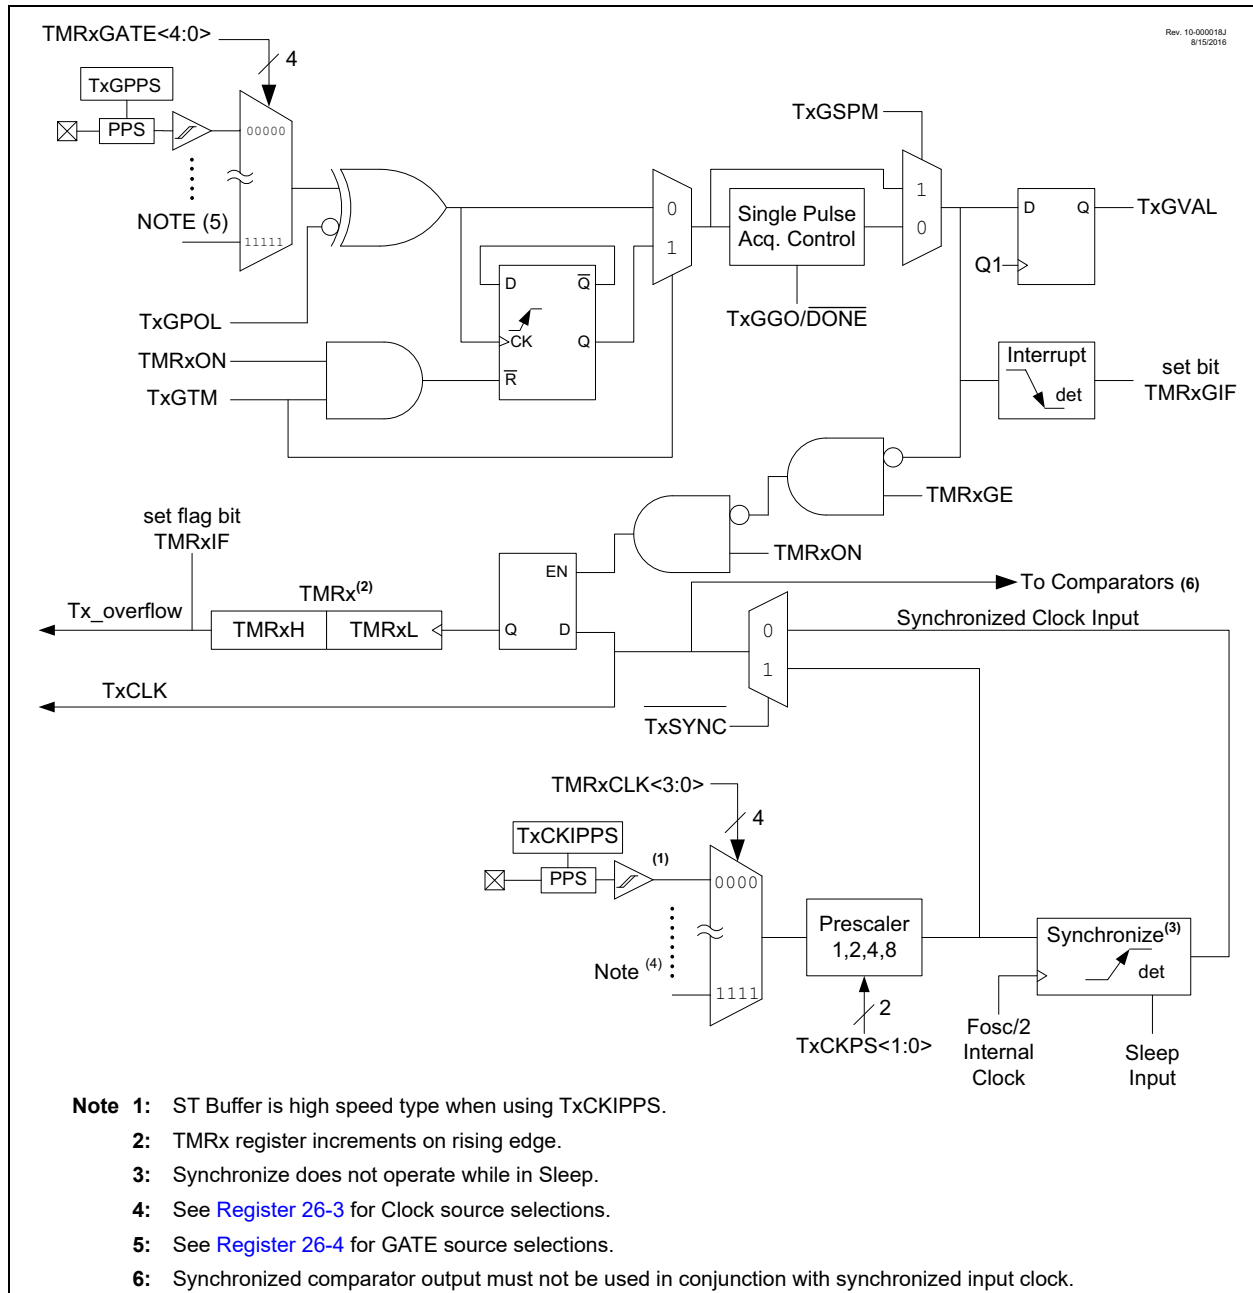 Rev. 10-000018J
8/15/2016
TMRxGATE<4:0>
4
TxGPPS
PPS
00000
NOTE (5)
11111
TxGPOL
TMRxON
TxGTM
D
Q
CK
Q
R
0
1
Single Pulse
Acq. Control
TxGGO/DONE
TxGSPM
1
0
D
Q
Q1
TxGVAL
Interrupt
det
set bit
TMRxGIF
TMRxGE
TMRxON
set flag bit
TMRxIF
Tx_overflow
TMRx(2)
TMRxH
TMRxL
EN
Q
D
TxCLK
To Comparators (6)
Synchronized Clock Input
0
1
TxSYNC
TMRxCLK<3:0>
4
TxCKIPPS
PPS
(1)
0000
Note (4)
1111
Prescaler
1,2,4,8
2
TxCKPS<1:0>
Synchronize(3)
det
Fosc/2
Internal
Clock
Sleep
Input
Note 1: ST Buffer is high speed type when using TxCKIPPS.
2: TMRx register increments on rising edge.
3: Synchronize does not operate while in Sleep.
4: See Register 26-3 for Clock source selections.
5: See Register 26-4 for GATE source selections.
6: Synchronized comparator output must not be used in conjunction with synchronized input clock.